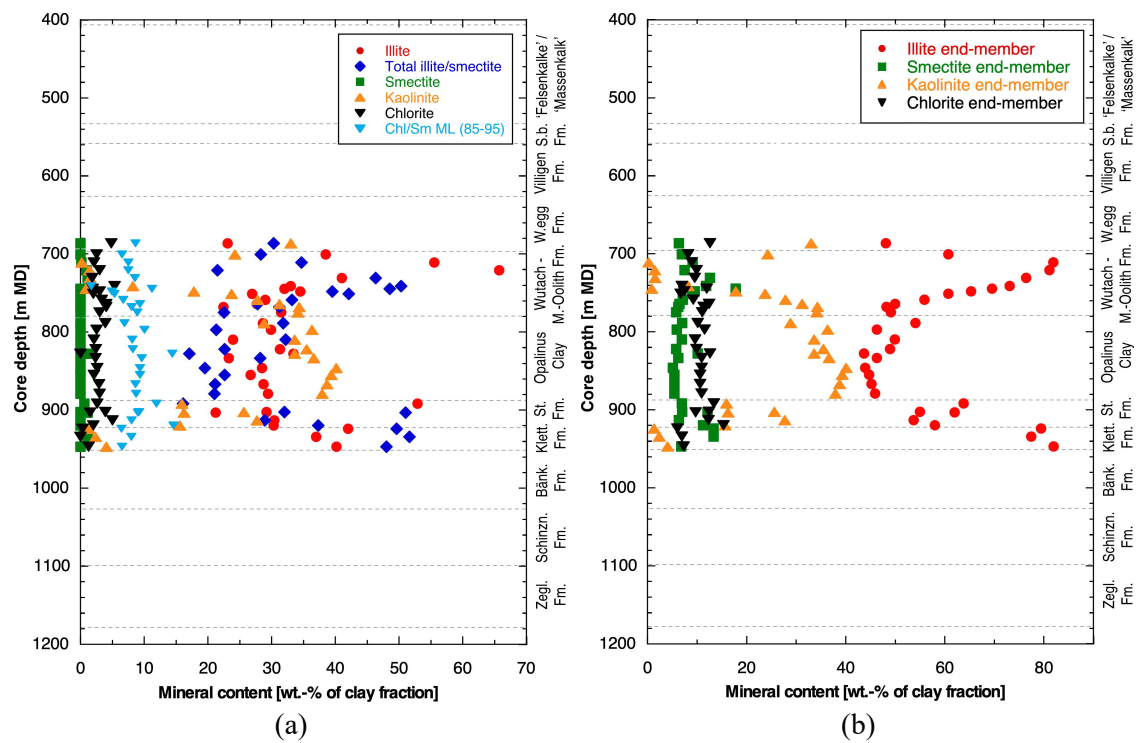 400
500
600
700
800
900
1000
1100
1200
Core depth [m MD]
0
10
20
30
40
50
60
70
Mineral content [wt.-% of clay fraction]
Illite
Total illite/smectite
Smectite
Kaolinite
Chlorite
Chl/Sm ML (85-95)
'Felsenkalke' /
'Massenkalk'
S.b.
Fm.
Villigen
Fm.
W.egg
Fm.
Wutach -
M.-Oolith Fm.
Opalinus
Clay
St.
Fm.
Klett.
Fm.
Bänk.
Fm.
Schinzn.
Fm.
Zegl.
Fm.
(a)
400
500
600
700
800
900
1000
1100
1200
Core depth [m MD]
0
20
40
60
80
Mineral content [wt.-% of clay fraction]
Illite end-member
Smectite end-member
Kaolinite end-member
Chlorite end-member
'Felsenkalke' /
'Massenkalk'
S.b.
Fm.
Villigen
Fm.
W.egg
Fm.
Wutach -
M.-Oolith Fm.
Opalinus
Clay
St.
Fm.
Klett.
Fm.
Bänk.
Fm.
Schinzn.
Fm.
Zegl.
Fm.
(b)